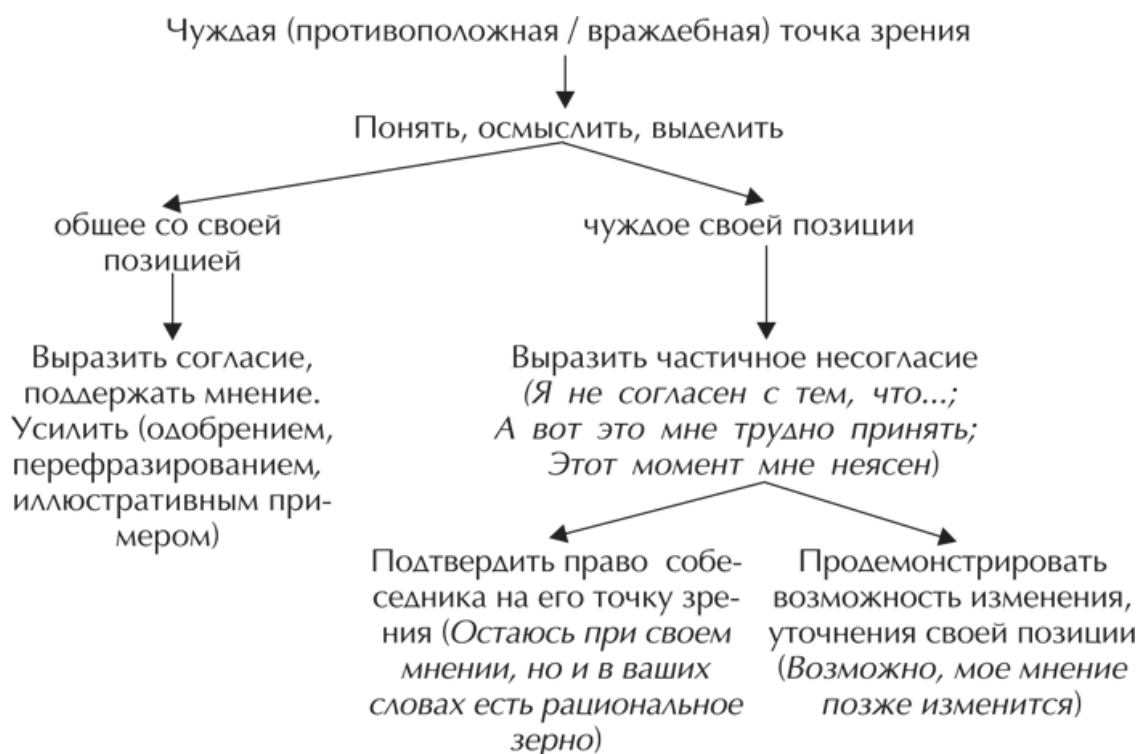 Чуждая (противоположная / враждебная) точка зрения
Понять, осмыслить, выделить
общее со своей
позицией
чуждое своей позиции
Выразить согласие,
поддержать мнение.
Усилить (одобрением,
перефразированием,
иллюстративным при-
мером)
Выразить частичное несогласие
(Я не согласен с тем, что...;
А вот это мне трудно принять;
Этот момент мне неясен)
Подтвердить право собе-
седника на его точку зре-
ния (Остаюсь при своем
мнении, но и в ваших
словах есть рациональное
зерно)
Продемонстрировать
возможность изменения,
уточнения своей позиции
(Возможно, мое мнение
позже изменится)